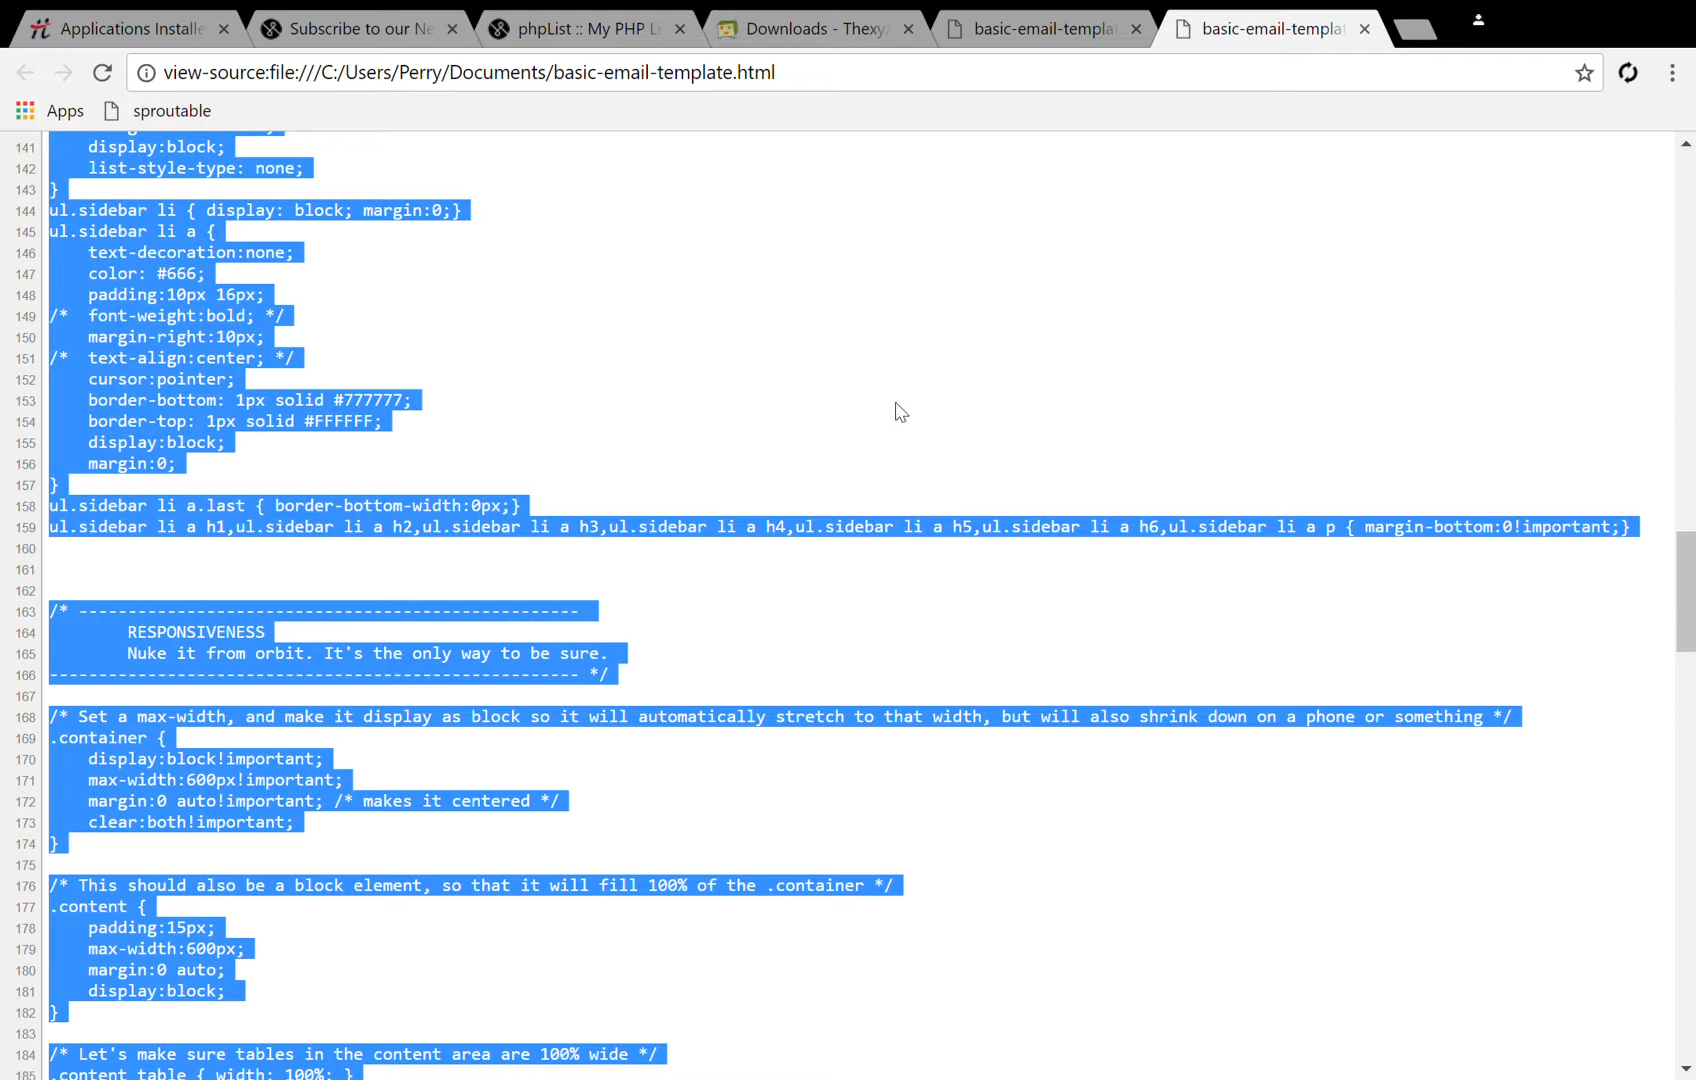 Applications Installe
Subscribe to our Ne
phpList :: My PHP Li
Downloads - Thexyz
basic-email-templat
basic-email-templat
view-source:file:///C:/Users/Perry/Documents/basic-email-template.html
Apps
sproutable
141 display:block;
142 list-style-type: none;
143 }
144 ul.sidebar li { display: block; margin:0;}
145 ul.sidebar li a {
146 text-decoration:none;
147 color: #666;
148 padding:10px 16px;
149 /* font-weight:bold; */
150 margin-right:10px;
151 /* text-align:center; */
152 cursor:pointer;
153 border-bottom: 1px solid #777777;
154 border-top: 1px solid #FFFFFF;
155 display:block;
156 margin:0;
157 }
158 ul.sidebar li a.last { border-bottom-width:0px;}
159 ul.sidebar li a h1,ul.sidebar li a h2,ul.sidebar li a h3,ul.sidebar li a h4,ul.sidebar li a h5,ul.sidebar li a h6,ul.sidebar li a p { margin-bottom:0!important;}
160
161
162
163 /* ---------------------------------------------------
164 RESPONSIVENESS
165 Nuke it from orbit. It's the only way to be sure.
166 ------------------------------------------------------ */
167
168 /* Set a max-width, and make it display as block so it will automatically stretch to that width, but will also shrink down on a phone or something */
169 .container {
170 display:block!important;
171 max-width:600px!important;
172 margin:0 auto!important; /* makes it centered */
173 clear:both!important;
174 }
175
176 /* This should also be a block element, so that it will fill 100% of the .container */
177 .content {
178 padding:15px;
179 max-width:600px;
180 margin:0 auto;
181 display:block;
182 }
183
184 /* Let's make sure tables in the content area are 100% wide */
185 .content table { width: 100%; }